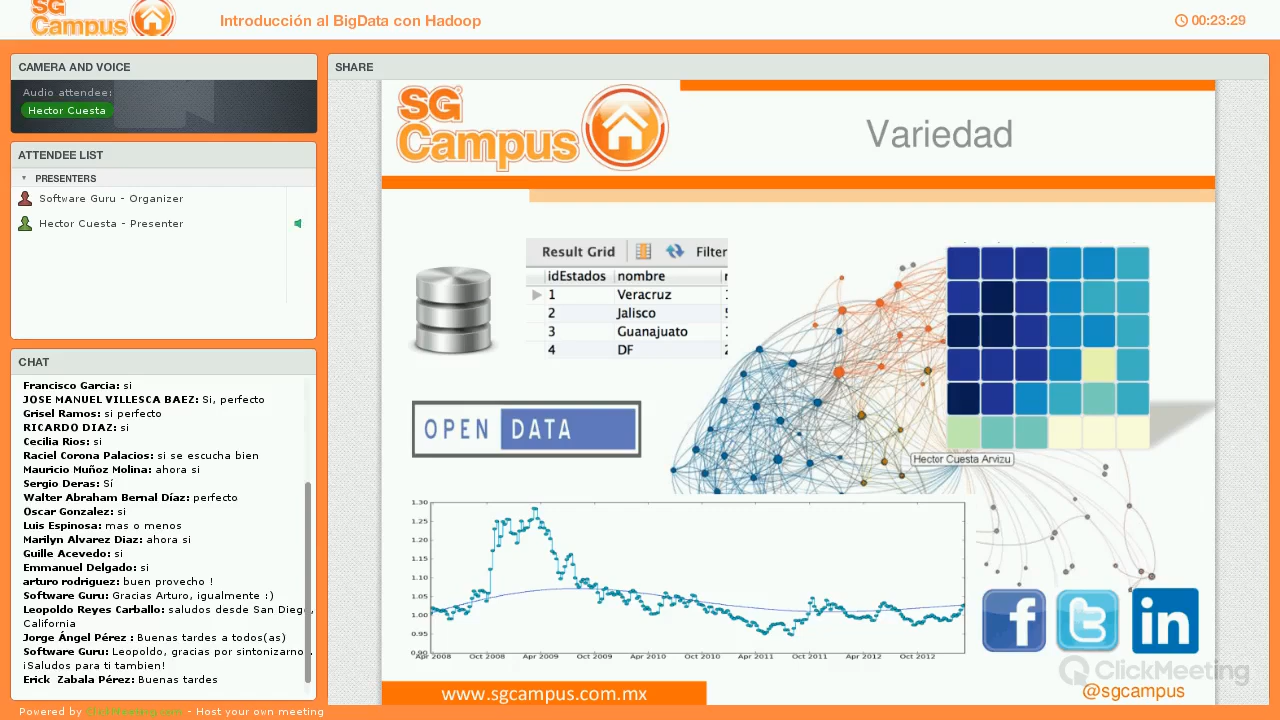 SG
Campus
Introducción al BigData con Hadoop
00:23:29
CAMERA AND VOICE
Audio attendee:
Hector Cuesta
ATTENDEE LIST
PRESENTERS
Software Guru - Organizer
Hector Cuesta - Presenter
CHAT
Francisco Garcia: si
JOSE MANUEL VILLESCA BAEZ: Si, perfecto
Grisel Ramos: si perfecto
RICARDO DIAZ: si
Cecilia Rios: si
Raciel Corona Palacios: si se escucha bien
Mauricio Muñoz Molina: ahora si
Sergio Deras: Sí
Walter Abraham Bernal Díaz: perfecto
Oscar Gonzalez: si
Luis Espinosa: mas o menos
Marilyn Alvarez Diaz: ahora si
Guille Acevedo: si
Emmanuel Delgado: si
arturo rodriguez: buen provecho !
Software Guru: Gracias Arturo, igualmente :)
Leopoldo Reyes Carballo: saludos desde San Diego,
California
Jorge Ángel Pérez : Buenas tardes a todos(as)
Software Guru: Leopoldo, gracias por sintonizarno
¡Saludos para ti tambien!
Erick Zabala Pérez: Buenas tardes
Powered by ClickMeeting.com - Host your own meeting
SHARE
SG
Campus
Variedad
Result Grid Filter
idEstados nombre
1 Veracruz
2 Jalisco
3 Guanajuato
4 DF
OPEN DATA
Hector Cuesta Arvizu
1.30
1.25
1.20
1.15
1.10
1.05
1.00
0.95
0.90
Apr 2008 Oct 2008 Apr 2009 Oct 2009 Apr 2010 Oct 2010 Apr 2011 Oct 2011 Apr 2012 Oct 2012
f
t
in
ClickMeeting
www.sgcampus.com.mx
@sgcampus